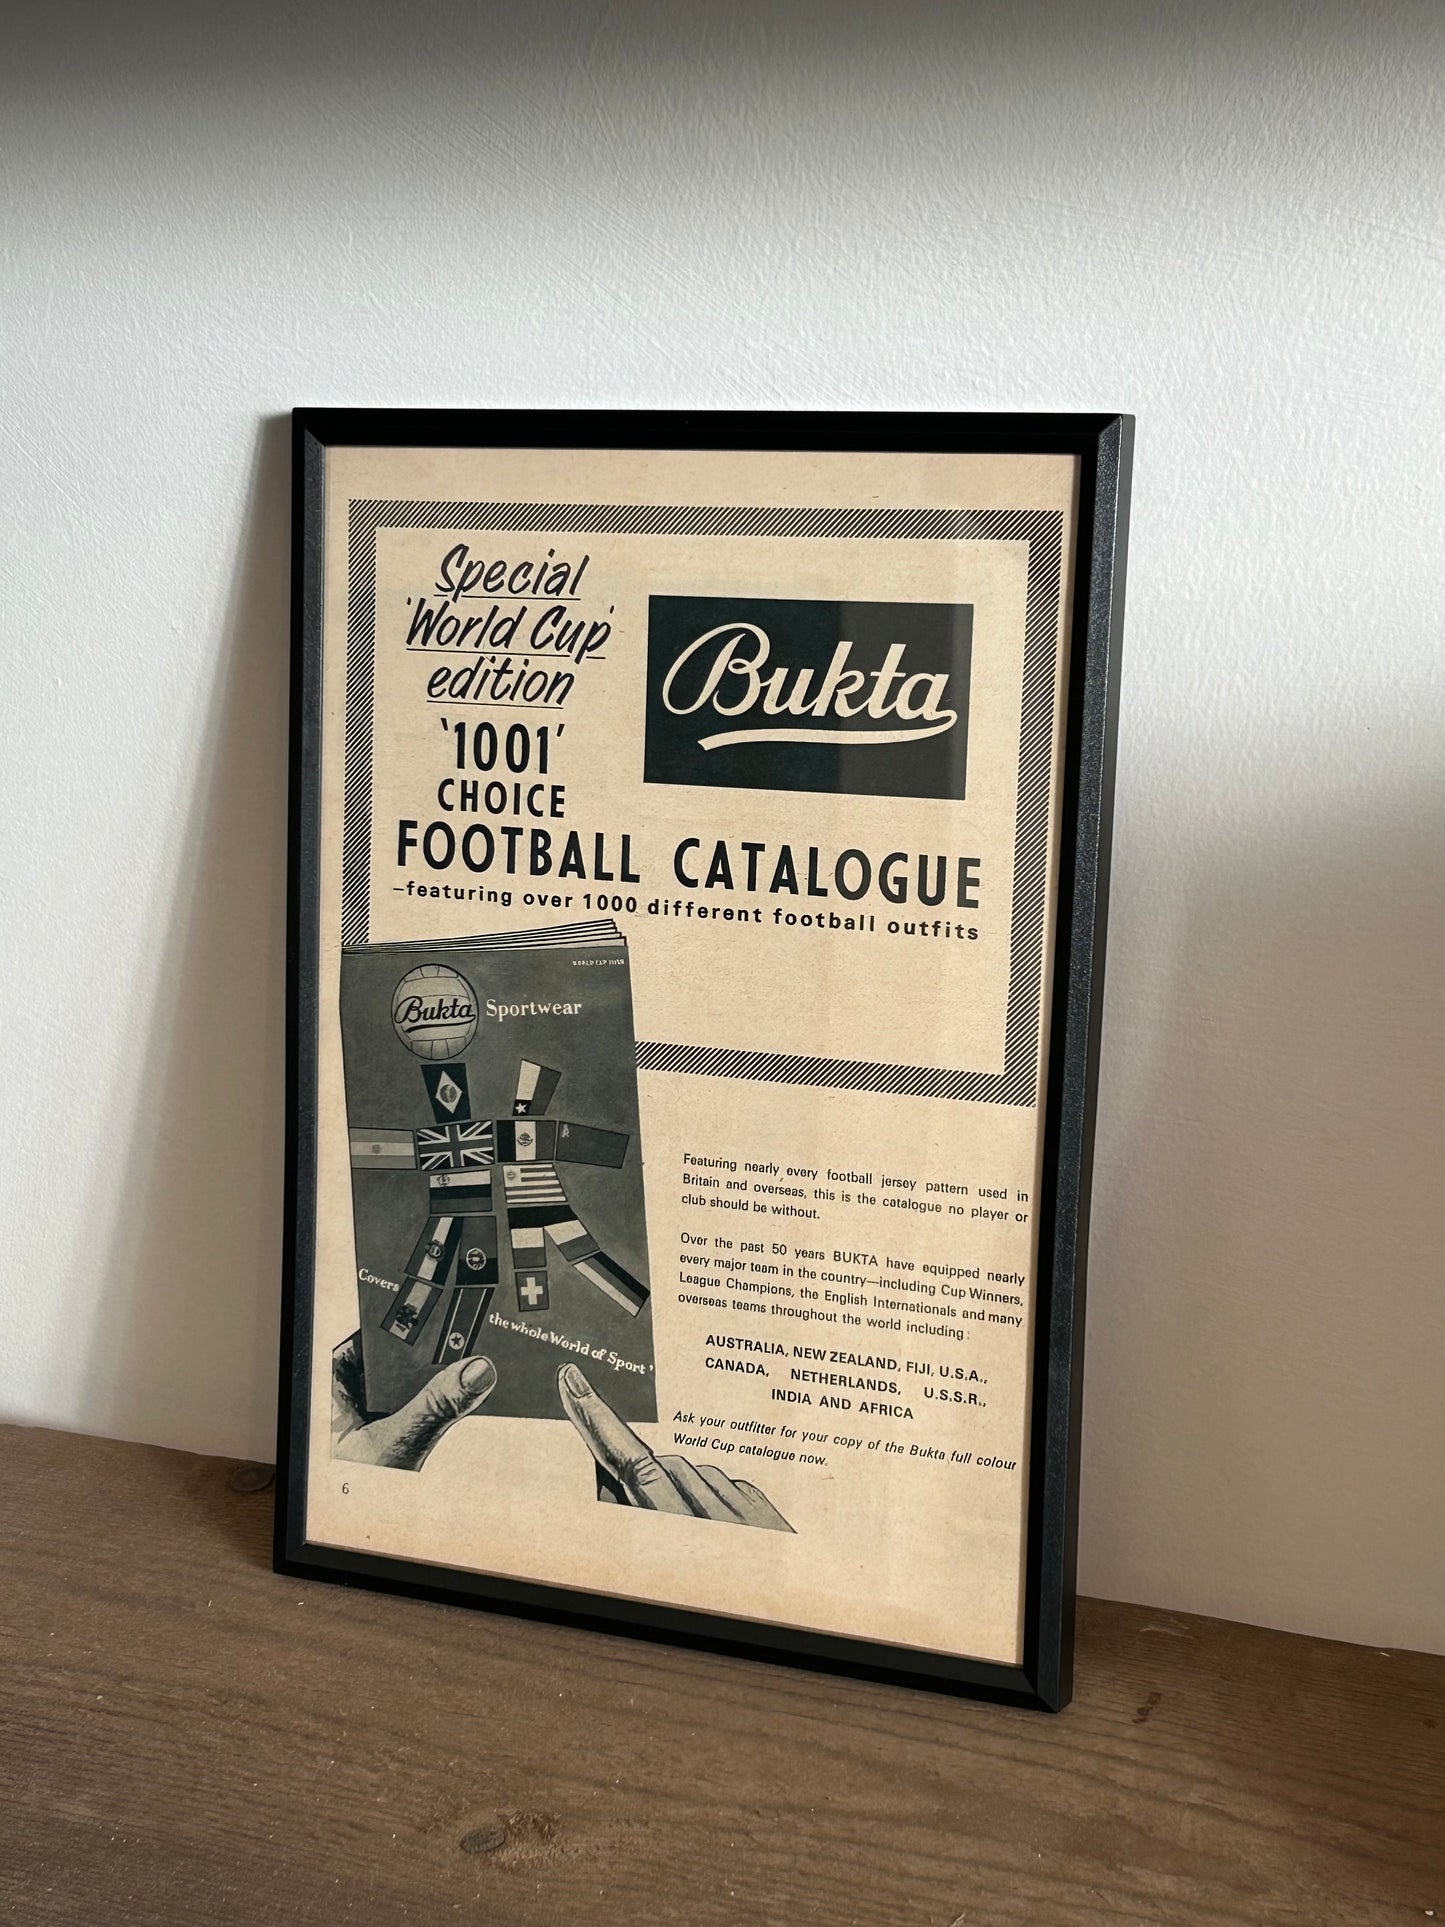 Special
'World Cup'
edition
'1001'
CHOICE
FOOTBALL CATALOGUE
–featuring over 1000 different football outfits
Bukta
Bukta Sportwear
Covers
the whole World of Sport'
Featuring nearly every football jersey pattern used in
Britain and overseas, this is the catalogue no player or
club should be without.
Over the past 50 years BUKTA have equipped nearly
every major team in the country—including Cup Winners,
League Champions, the English Internationals and many
overseas teams throughout the world including:
AUSTRALIA, NEW ZEALAND, FIJI, U.S.A.,
CANADA, NETHERLANDS, U.S.S.R.,
INDIA AND AFRICA
Ask your outfitter for your copy of the Bukta full colour
World Cup catalogue now.
6